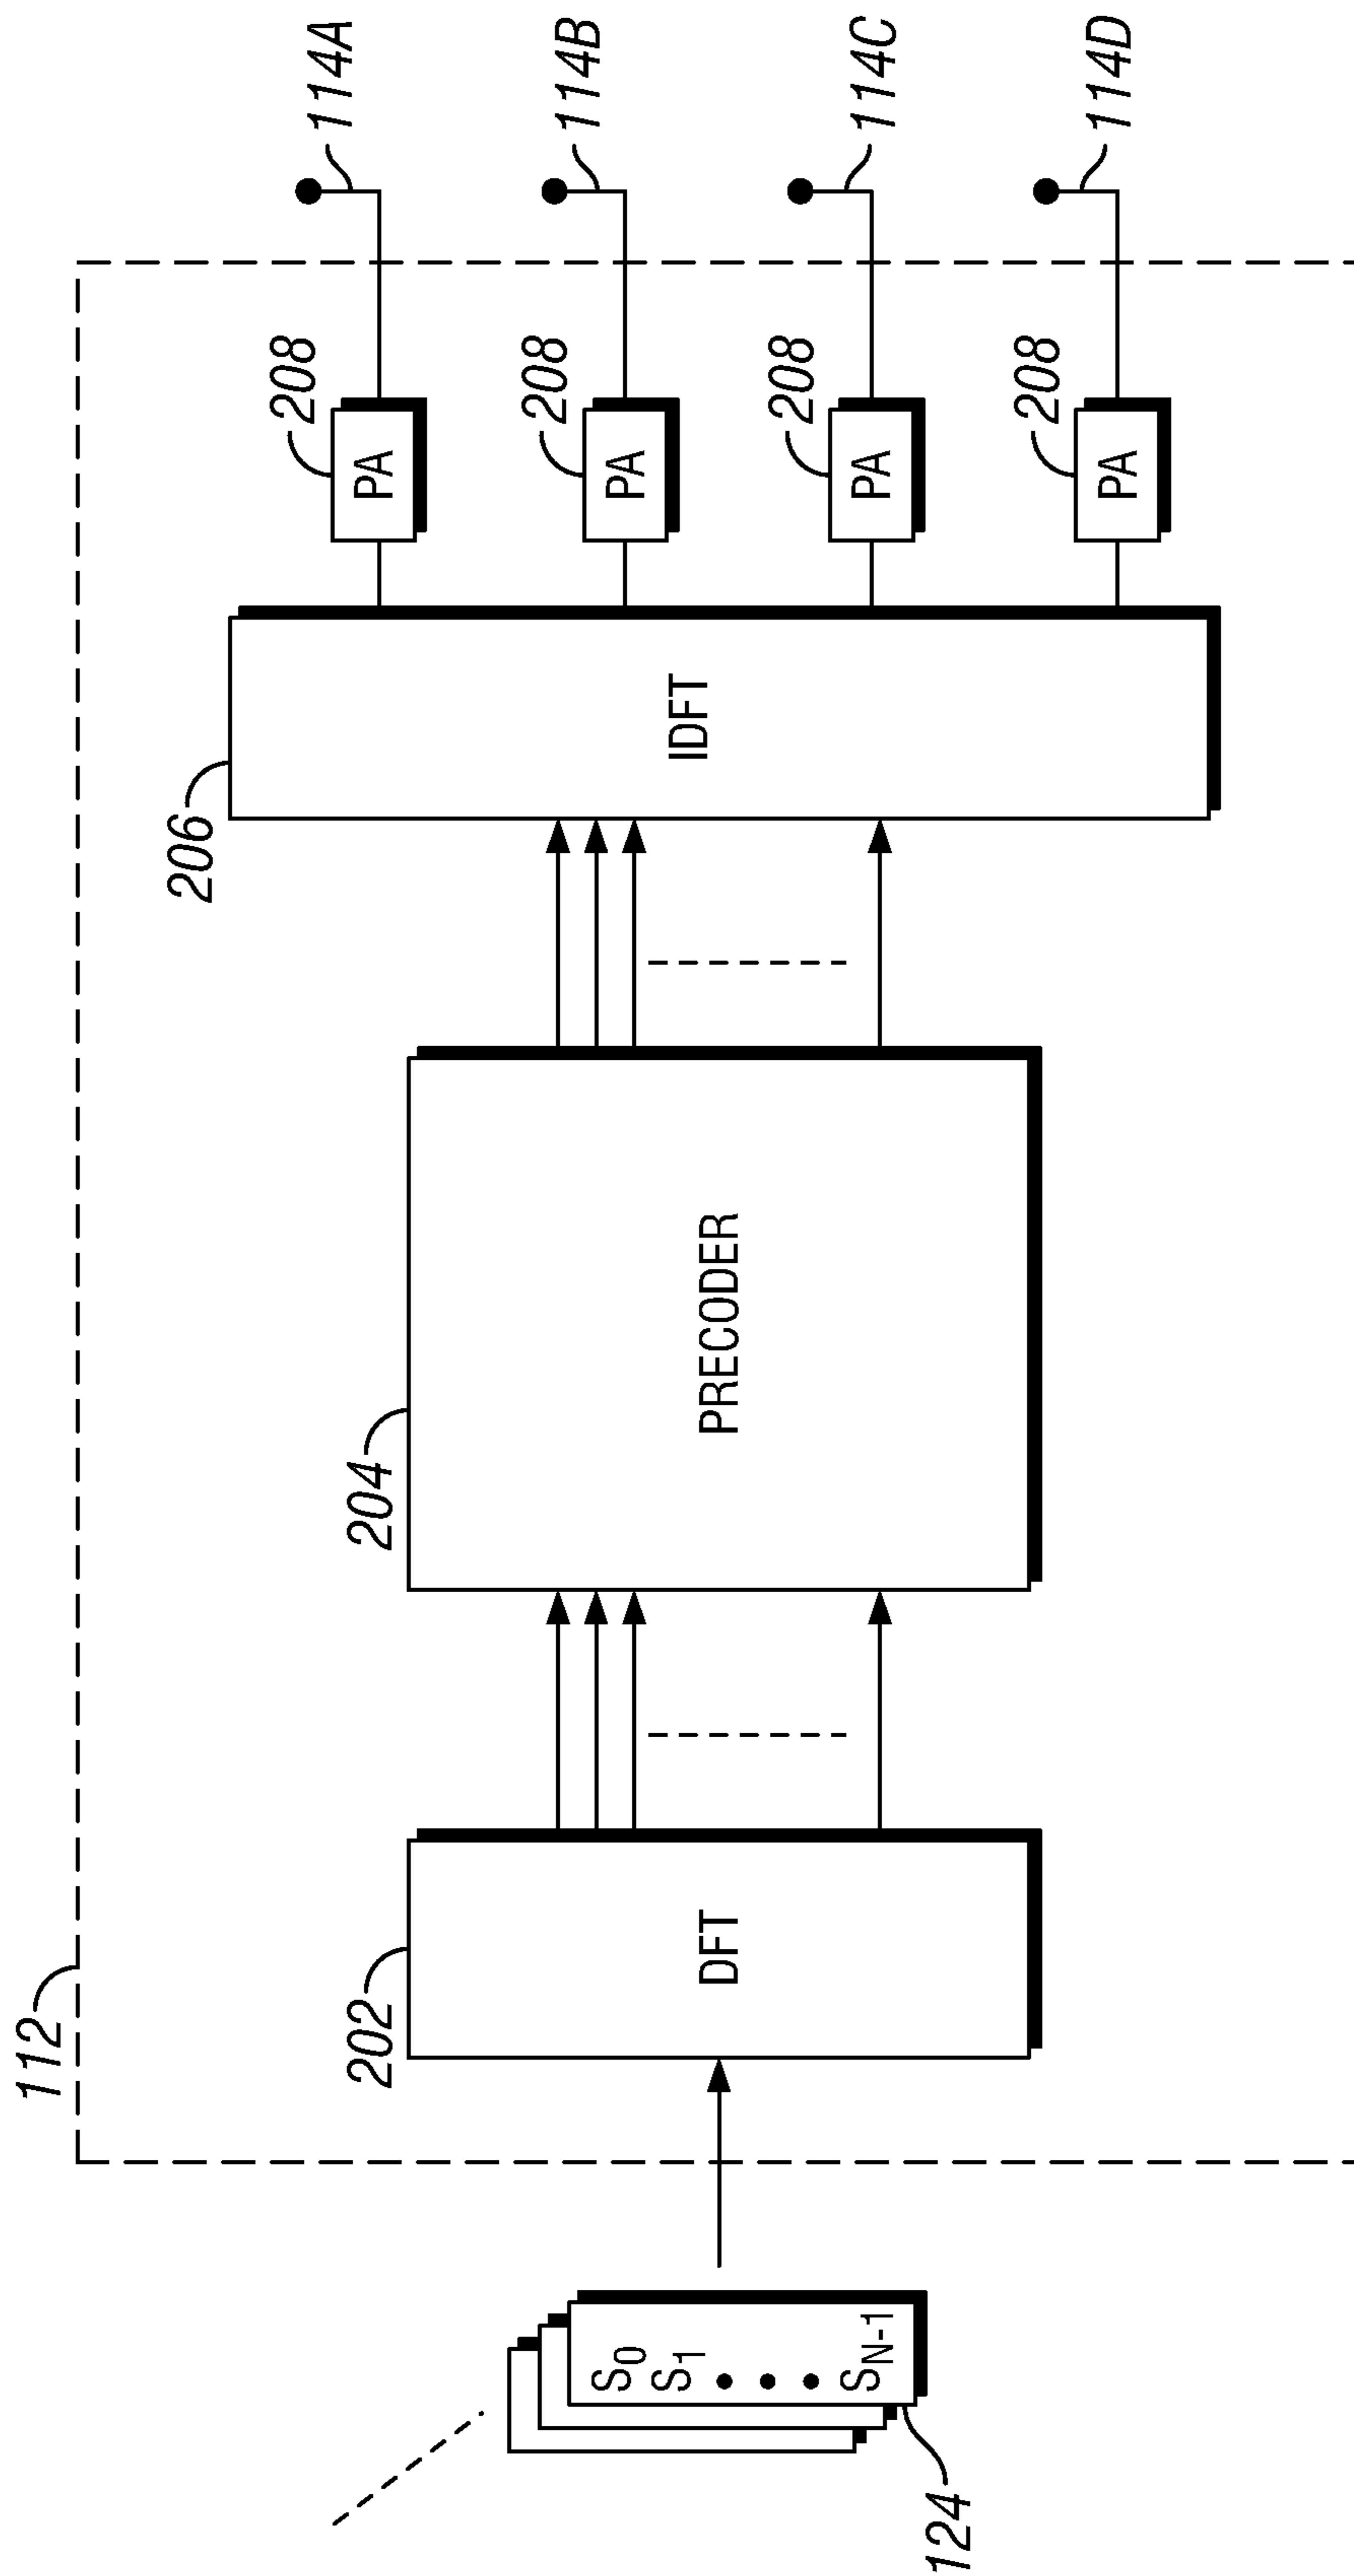 112
124
S0
S1
SN-1
202
DFT
204
PRECODER
206
IDFT
208
PA
114A
208
PA
114B
208
PA
114C
208
PA
114D